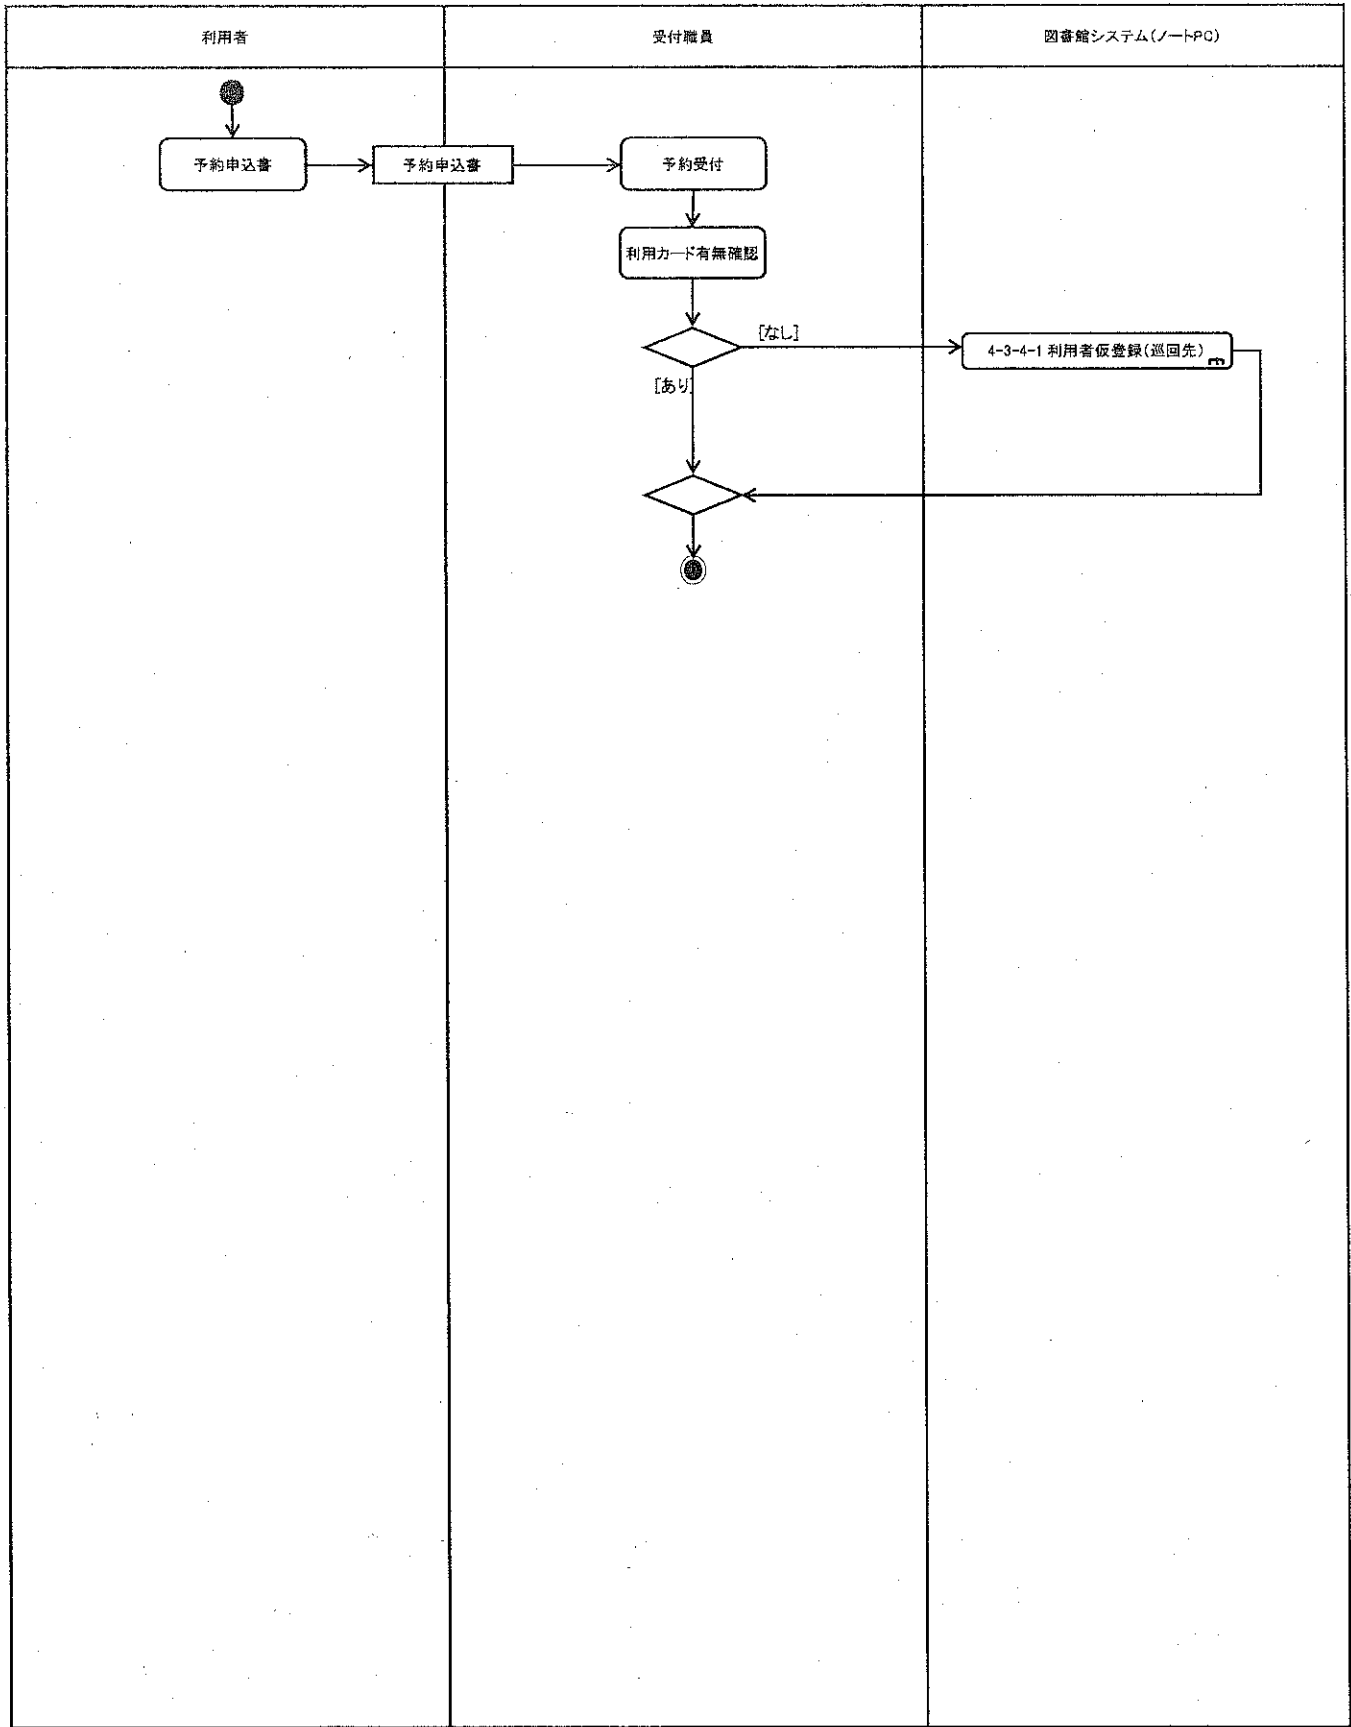 利用者
受付職員
図書館システム(ノートPC)
予約申込書
予約申込書
予約受付
利用カード有無確認
[なし]
4-3-4-1 利用者仮登録(巡回先)
[あり]